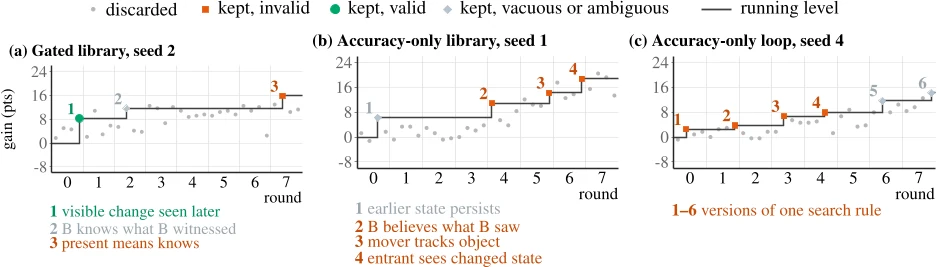 discarded kept, invalid kept, valid kept, vacuous or ambiguous running level
(a) Gated library, seed 2
24
16
8
0
-8
gain (pts)
1
2
3
0 1 2 3 4 5 6 7
round
1 visible change seen later
2 B knows what B witnessed
3 present means knows
(b) Accuracy-only library, seed 1
24
16
8
0
-8
1
2
3
4
0 1 2 3 4 5 6 7
round
1 earlier state persists
2 B believes what B saw
3 mover tracks object
4 entrant sees changed state
(c) Accuracy-only loop, seed 4
24
16
8
0
-8
1
2
3
4
5
6
0 1 2 3 4 5 6 7
round
1–6 versions of one search rule